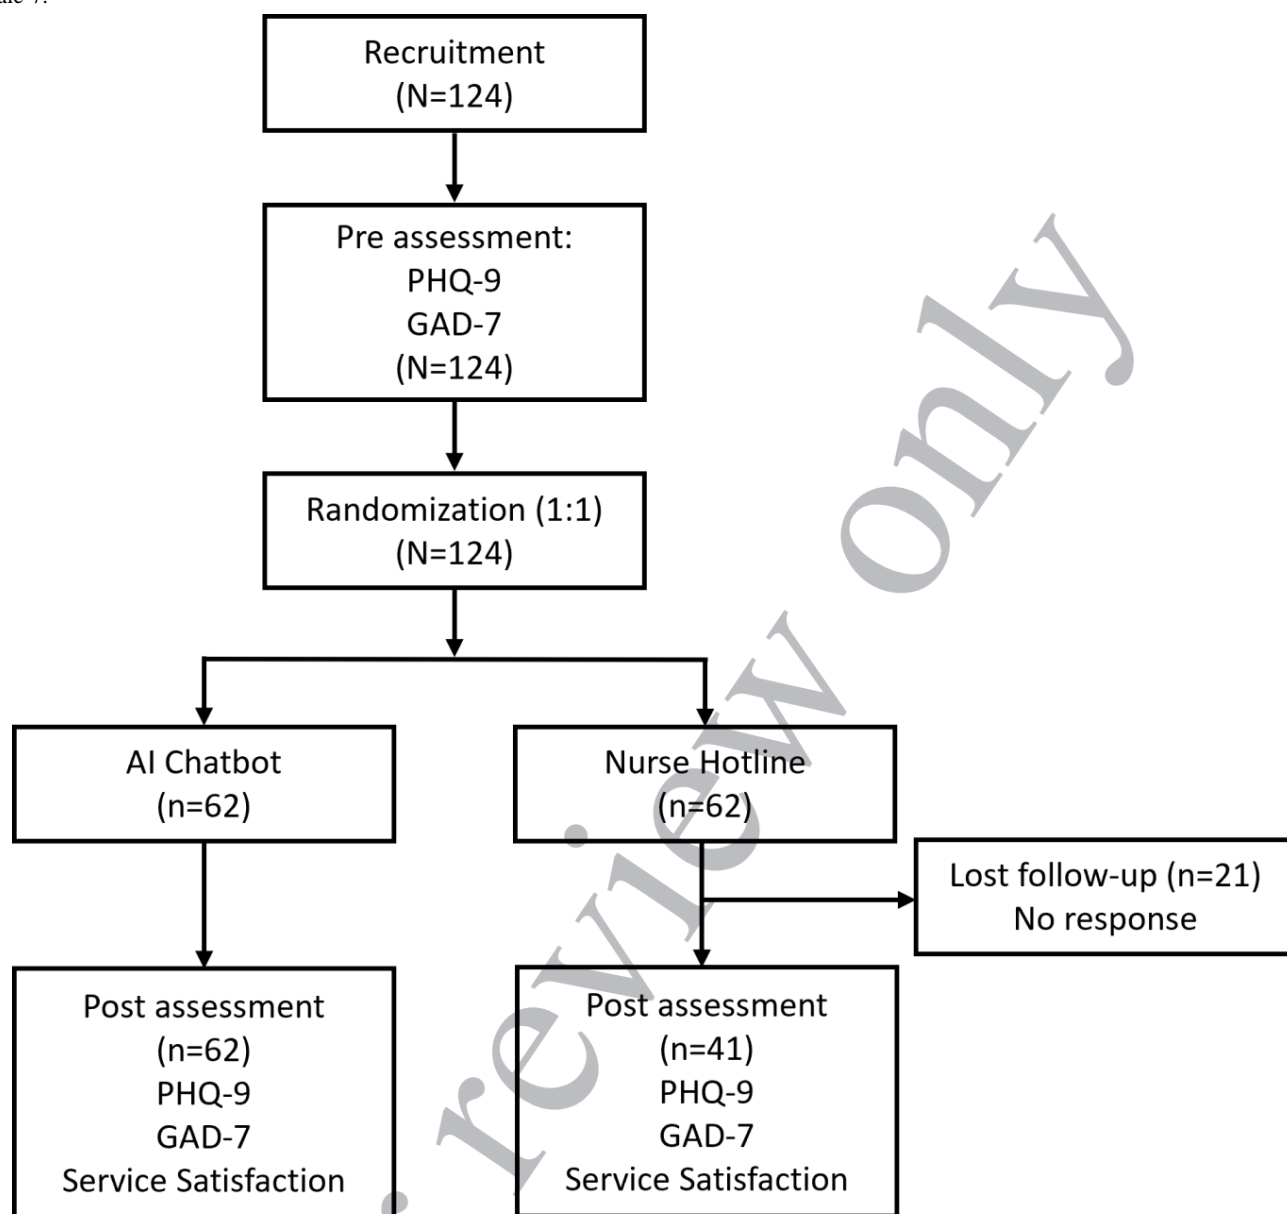 Recruitment
(N=124)
Pre assessment:
PHQ-9
GAD-7
(N=124)
Randomization (1:1)
(N=124)
AI Chatbot
(n=62)
Nurse Hotline
(n=62)
Lost follow-up (n=21)
No response
Post assessment
(n=62)
PHQ-9
GAD-7
Service Satisfaction
Post assessment
(n=41)
PHQ-9
GAD-7
Service Satisfaction
review only